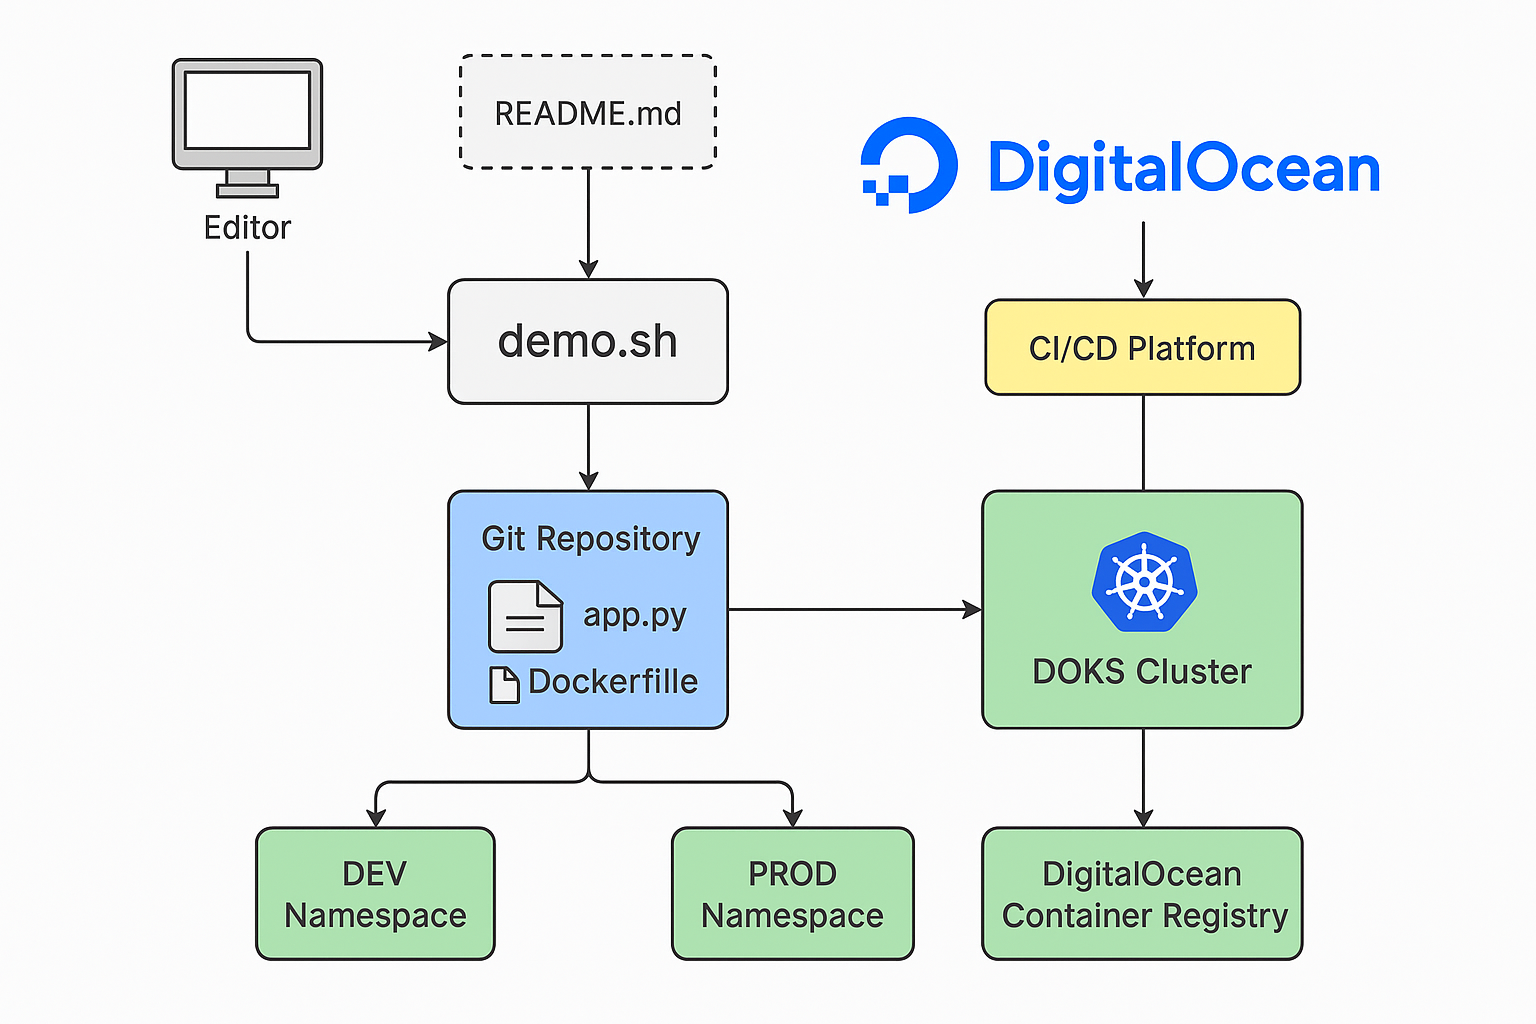 README.md
DigitalOcean
Editor
demo.sh
CI/CD Platform
Git Repository
app.py
Dockerfille
DOKS Cluster
DEV
Namespace
PROD
Namespace
DigitalOcean
Container Registry